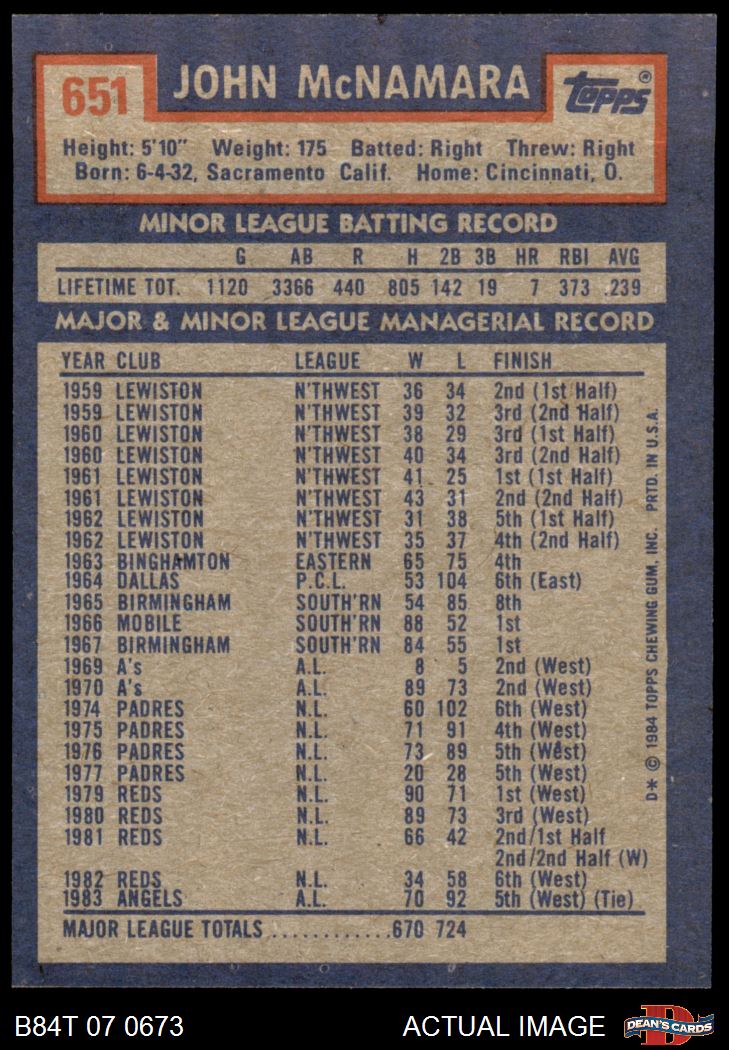 651
JOHN McNAMARA
Topps®
Height: 5'10" Weight: 175 Batted: Right Threw: Right
Born: 6-4-32, Sacramento Calif. Home: Cincinnati, O.
MINOR LEAGUE BATTING RECORD
G AB R H 2B 3B HR RBI AVG
LIFETIME TOT. 1120 3366 440 805 142 19 7 373 .239
MAJOR & MINOR LEAGUE MANAGERIAL RECORD
YEAR CLUB LEAGUE W L FINISH
1959 LEWISTON N'THWEST 36 34 2nd (1st Half)
1959 LEWISTON N'THWEST 39 32 3rd (2nd Half)
1960 LEWISTON N'THWEST 38 29 3rd (1st Half)
1960 LEWISTON N'THWEST 40 34 3rd (2nd Half)
1961 LEWISTON N'THWEST 41 25 1st (1st Half)
1961 LEWISTON N'THWEST 43 31 2nd (2nd Half)
1962 LEWISTON N'THWEST 31 38 5th (1st Half)
1962 LEWISTON N'THWEST 35 37 4th (2nd Half)
1963 BINGHAMTON EASTERN 65 75 4th
1964 DALLAS P.C.L. 53 104 6th (East)
1965 BIRMINGHAM SOUTH'RN 54 85 8th
1966 MOBILE SOUTH'RN 88 52 1st
1967 BIRMINGHAM SOUTH'RN 84 55 1st
1969 A's A.L. 8 5 2nd (West)
1970 A's A.L. 89 73 2nd (West)
1974 PADRES N.L. 60 102 6th (West)
1975 PADRES N.L. 71 91 4th (West)
1976 PADRES N.L. 73 89 5th (West)
1977 PADRES N.L. 20 28 5th (West)
1979 REDS N.L. 90 71 1st (West)
1980 REDS N.L. 89 73 3rd (West)
1981 REDS N.L. 66 42 2nd/1st Half
2nd/2nd Half (W)
1982 REDS N.L. 34 58 6th (West)
1983 ANGELS A.L. 70 92 5th (West) (Tie)
MAJOR LEAGUE TOTALS ............670 724
D* © 1984 TOPPS CHEWING GUM, INC. PRTD. IN U.S.A.
B84T 07 0673 ACTUAL IMAGE
D
DEAN'S CARDS